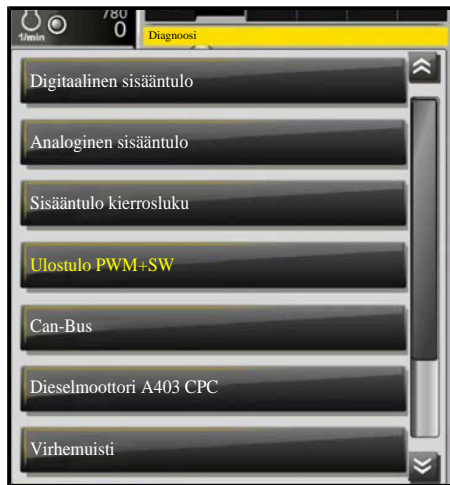 780
1/min 0
Diagnoosi
Digitaalinen sisääntulo
Analoginen sisääntulo
Sisääntulo kierrosluku
Ulostulo PWM+SW
Can-Bus
Dieselmoottori A403 CPC
Virhemuisti